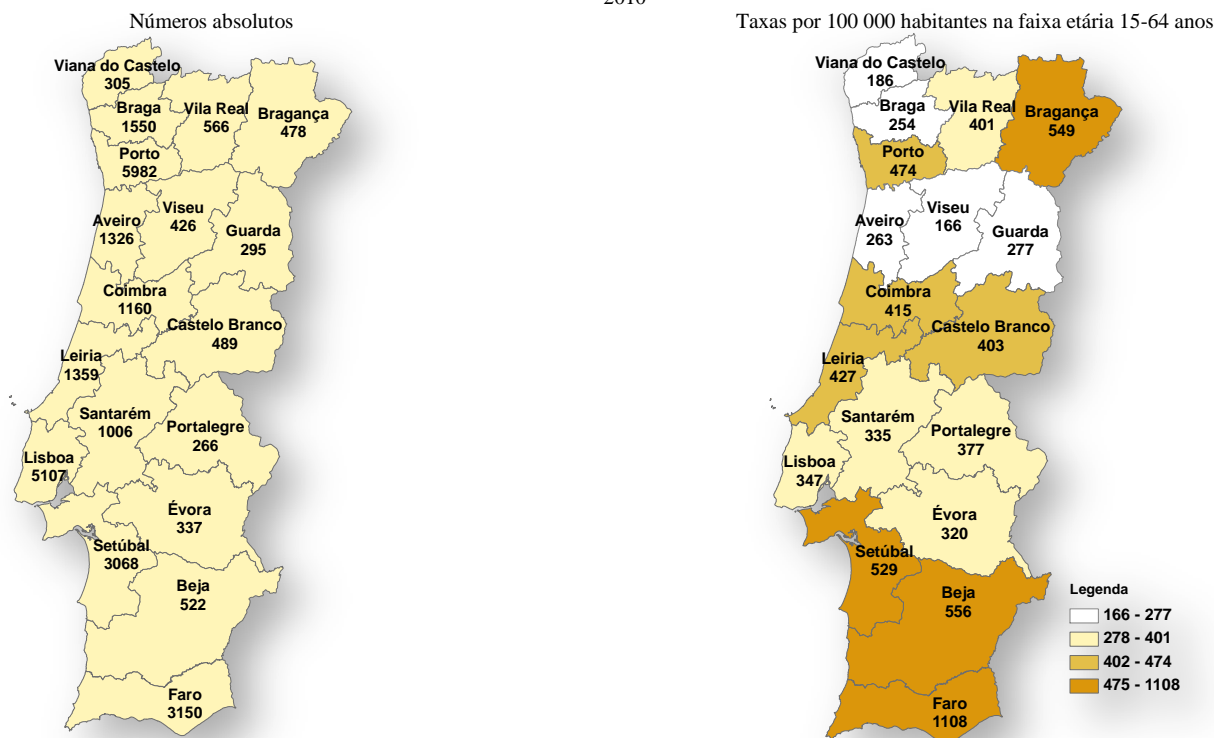 2010
Números absolutos
Viana do Castelo
305
Braga
1550
Vila Real
566
Bragança
478
Porto
5982
Aveiro
1326
Viseu
426
Guarda
295
Coimbra
1160
Castelo Branco
489
Leiria
1359
Santarém
1006
Portalegre
266
Lisboa
5107
Évora
337
Setúbal
3068
Beja
522
Faro
3150
Taxas por 100 000 habitantes na faixa etária 15-64 anos
Viana do Castelo
186
Braga
254
Vila Real
401
Bragança
549
Porto
474
Aveiro
263
Viseu
166
Guarda
277
Coimbra
415
Castelo Branco
403
Leiria
427
Santarém
335
Portalegre
377
Lisboa
347
Évora
320
Setúbal
529
Beja
556
Faro
1108
Legenda
166 - 277
278 - 401
402 - 474
475 - 1108